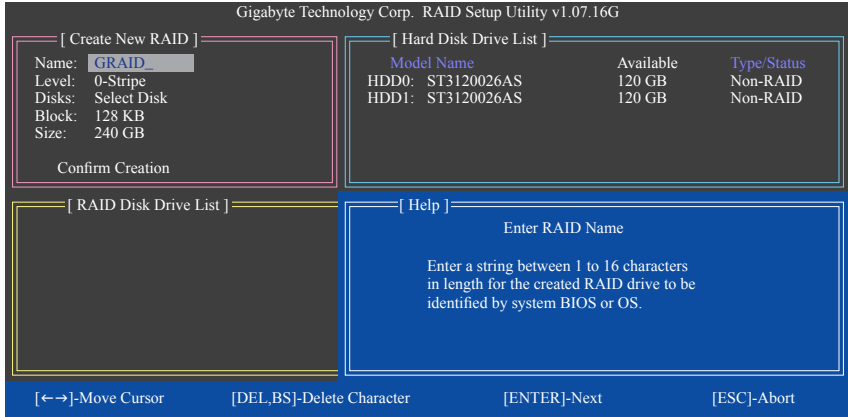 Gigabyte Technology Corp. RAID Setup Utility v1.07.16G
[ Create New RAID ]
Name: GRAID_
Level: 0-Stripe
Disks: Select Disk
Block: 128 KB
Size: 240 GB
Confirm Creation
[ Hard Disk Drive List ]
Model Name Available Type/Status
HDD0: ST3120026AS 120 GB Non-RAID
HDD1: ST3120026AS 120 GB Non-RAID
[ RAID Disk Drive List ]
[ Help ]
Enter RAID Name
Enter a string between 1 to 16 characters
in length for the created RAID drive to be
identified by system BIOS or OS.
[←→]-Move Cursor [DEL,BS]-Delete Character [ENTER]-Next [ESC]-Abort